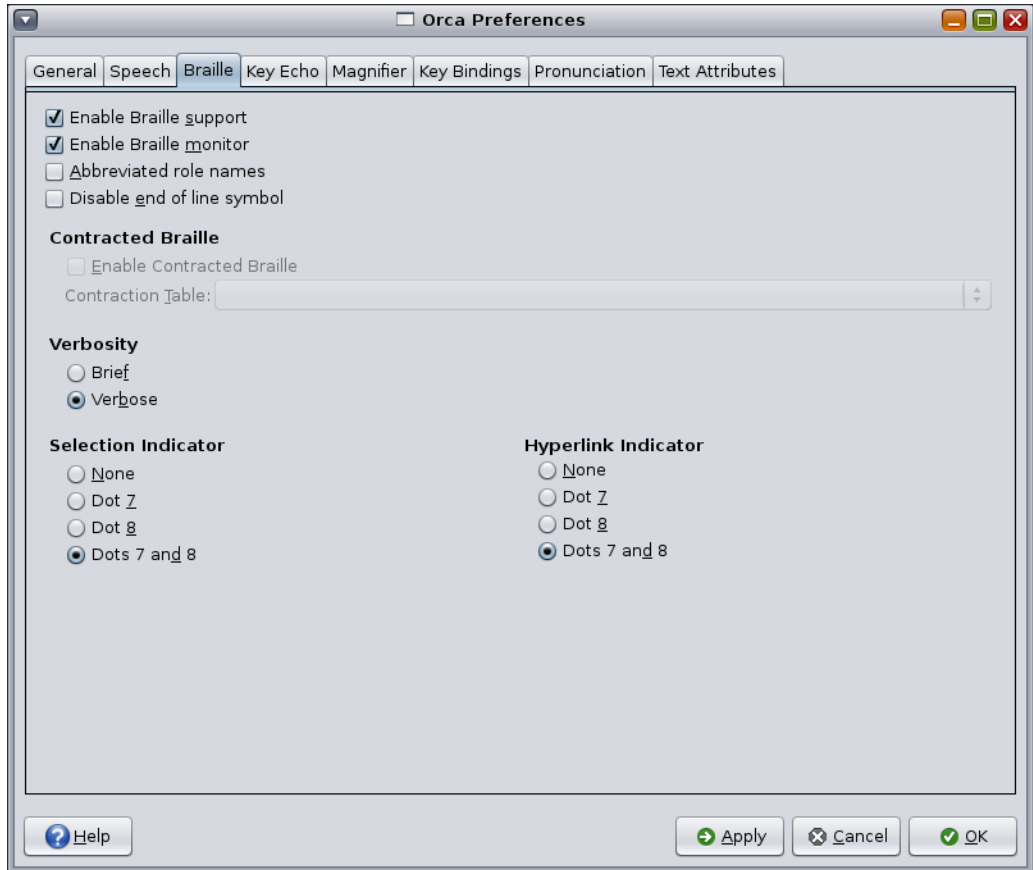 Orca Preferences
General Speech Braille Key Echo Magnifier Key Bindings Pronunciation Text Attributes
Enable Braille support
Enable Braille monitor
Abbreviated role names
Disable end of line symbol
Contracted Braille
Enable Contracted Braille
Contraction Table:
Verbosity
Brief
Verbose
Selection Indicator
None
Dot 7
Dot 8
Dots 7 and 8
Hyperlink Indicator
None
Dot 7
Dot 8
Dots 7 and 8
Help Apply Cancel OK